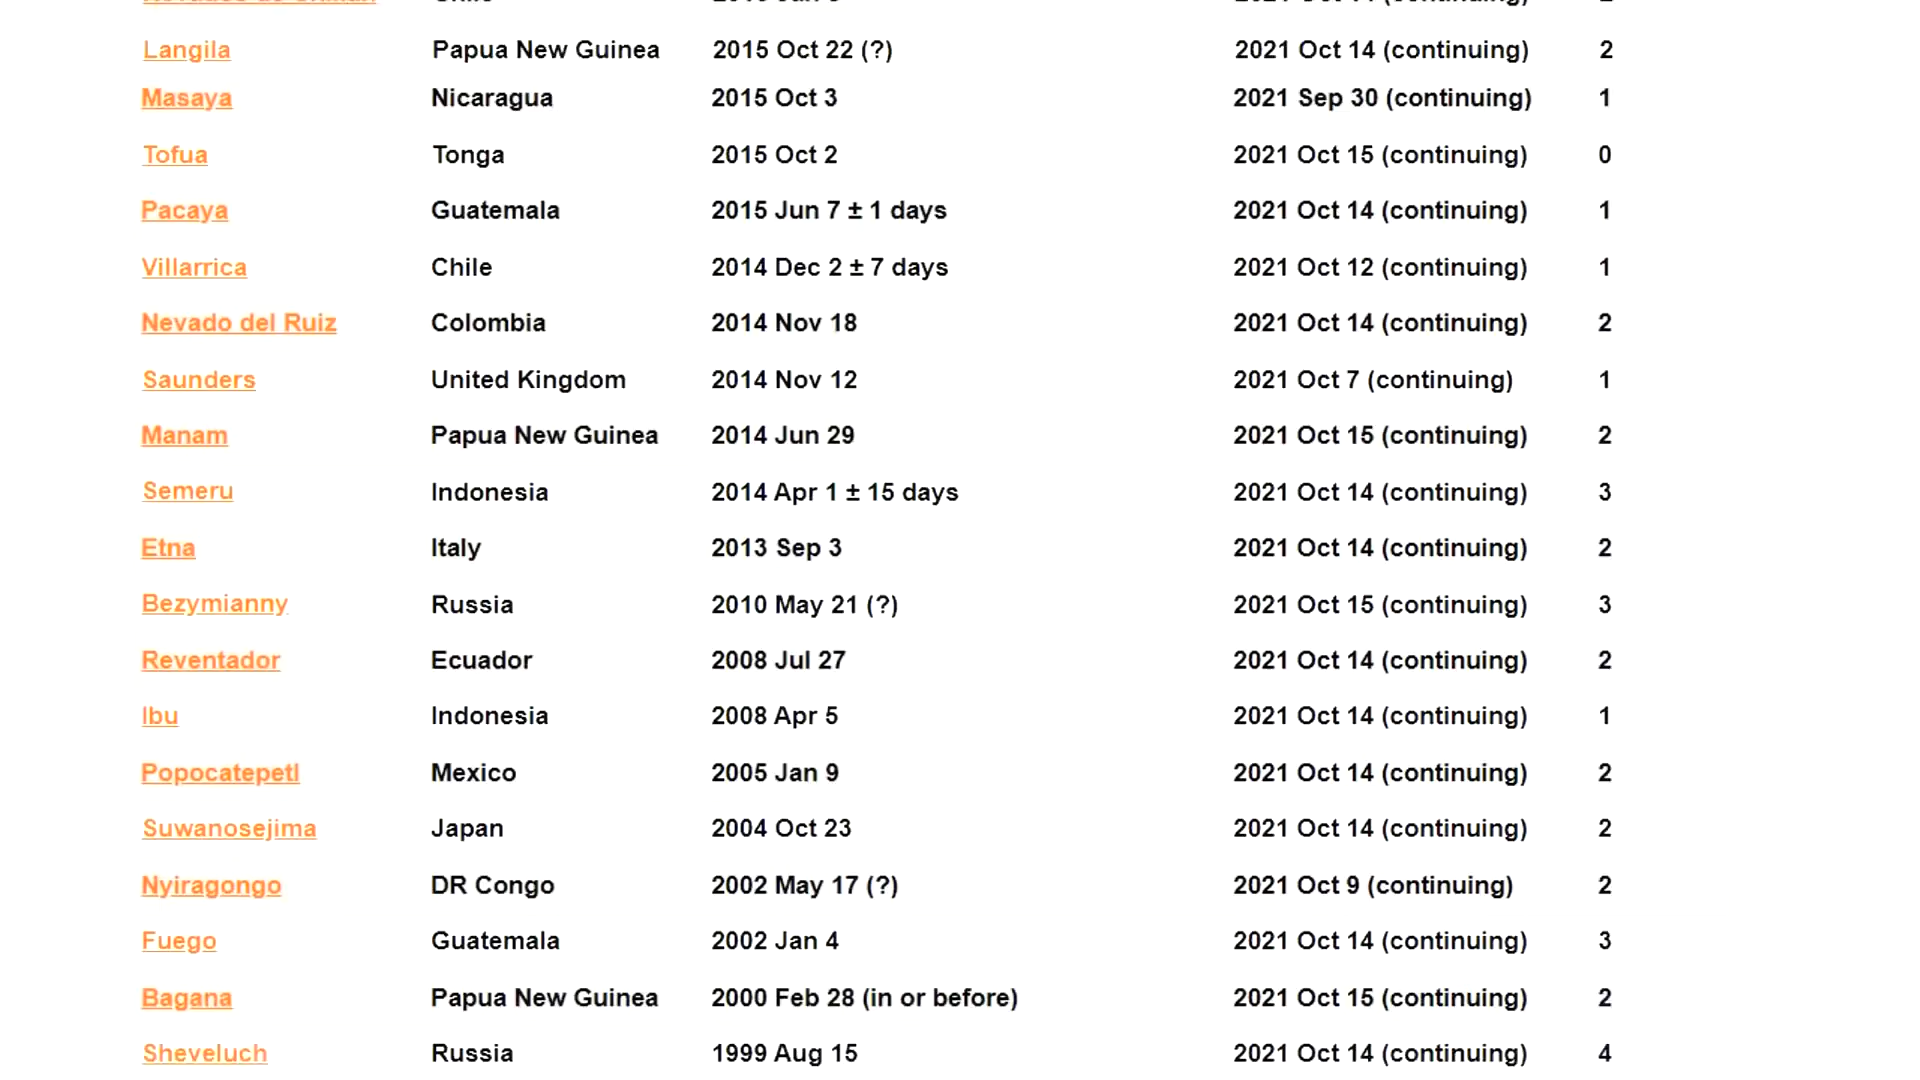 Langila Papua New Guinea 2015 Oct 22 (?) 2021 Oct 14 (continuing) 2
Masaya Nicaragua 2015 Oct 3 2021 Sep 30 (continuing) 1
Tofua Tonga 2015 Oct 2 2021 Oct 15 (continuing) 0
Pacaya Guatemala 2015 Jun 7 ± 1 days 2021 Oct 14 (continuing) 1
Villarrica Chile 2014 Dec 2 ± 7 days 2021 Oct 12 (continuing) 1
Nevado del Ruiz Colombia 2014 Nov 18 2021 Oct 14 (continuing) 2
Saunders United Kingdom 2014 Nov 12 2021 Oct 7 (continuing) 1
Manam Papua New Guinea 2014 Jun 29 2021 Oct 15 (continuing) 2
Semeru Indonesia 2014 Apr 1 ± 15 days 2021 Oct 14 (continuing) 3
Etna Italy 2013 Sep 3 2021 Oct 14 (continuing) 2
Bezymianny Russia 2010 May 21 (?) 2021 Oct 15 (continuing) 3
Reventador Ecuador 2008 Jul 27 2021 Oct 14 (continuing) 2
Ibu Indonesia 2008 Apr 5 2021 Oct 14 (continuing) 1
Popocatepetl Mexico 2005 Jan 9 2021 Oct 14 (continuing) 2
Suwanosejima Japan 2004 Oct 23 2021 Oct 14 (continuing) 2
Nyiragongo DR Congo 2002 May 17 (?) 2021 Oct 9 (continuing) 2
Fuego Guatemala 2002 Jan 4 2021 Oct 14 (continuing) 3
Bagana Papua New Guinea 2000 Feb 28 (in or before) 2021 Oct 15 (continuing) 2
Sheveluch Russia 1999 Aug 15 2021 Oct 14 (continuing) 4